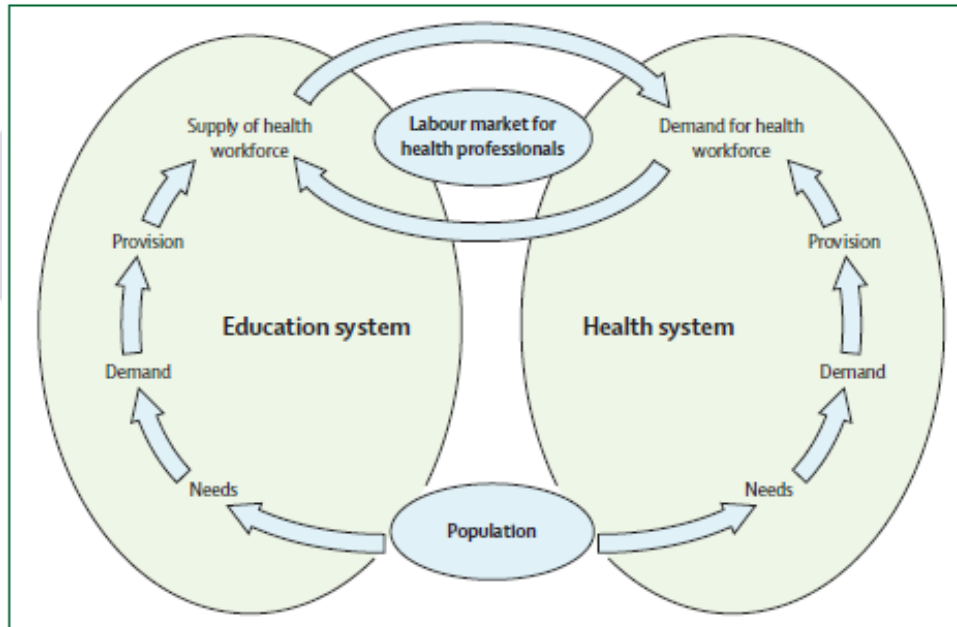 Supply of health
workforce
Labour market for
health professionals
Demand for health
workforce
Provision
Provision
Education system
Health system
Demand
Demand
Needs
Needs
Population